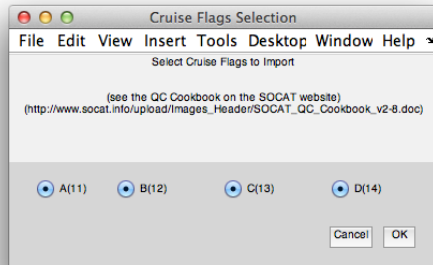 Cruise Flags Selection
File Edit View Insert Tools Desktop Window Help
Select Cruise Flags to Import
(see the QC Cookbook on the SOCAT website)
(http://www.socat.info/upload/Images_Header/SOCAT_QC_Cookbook_v2-8.doc)
A(11) B(12) C(13) D(14)
Cancel OK